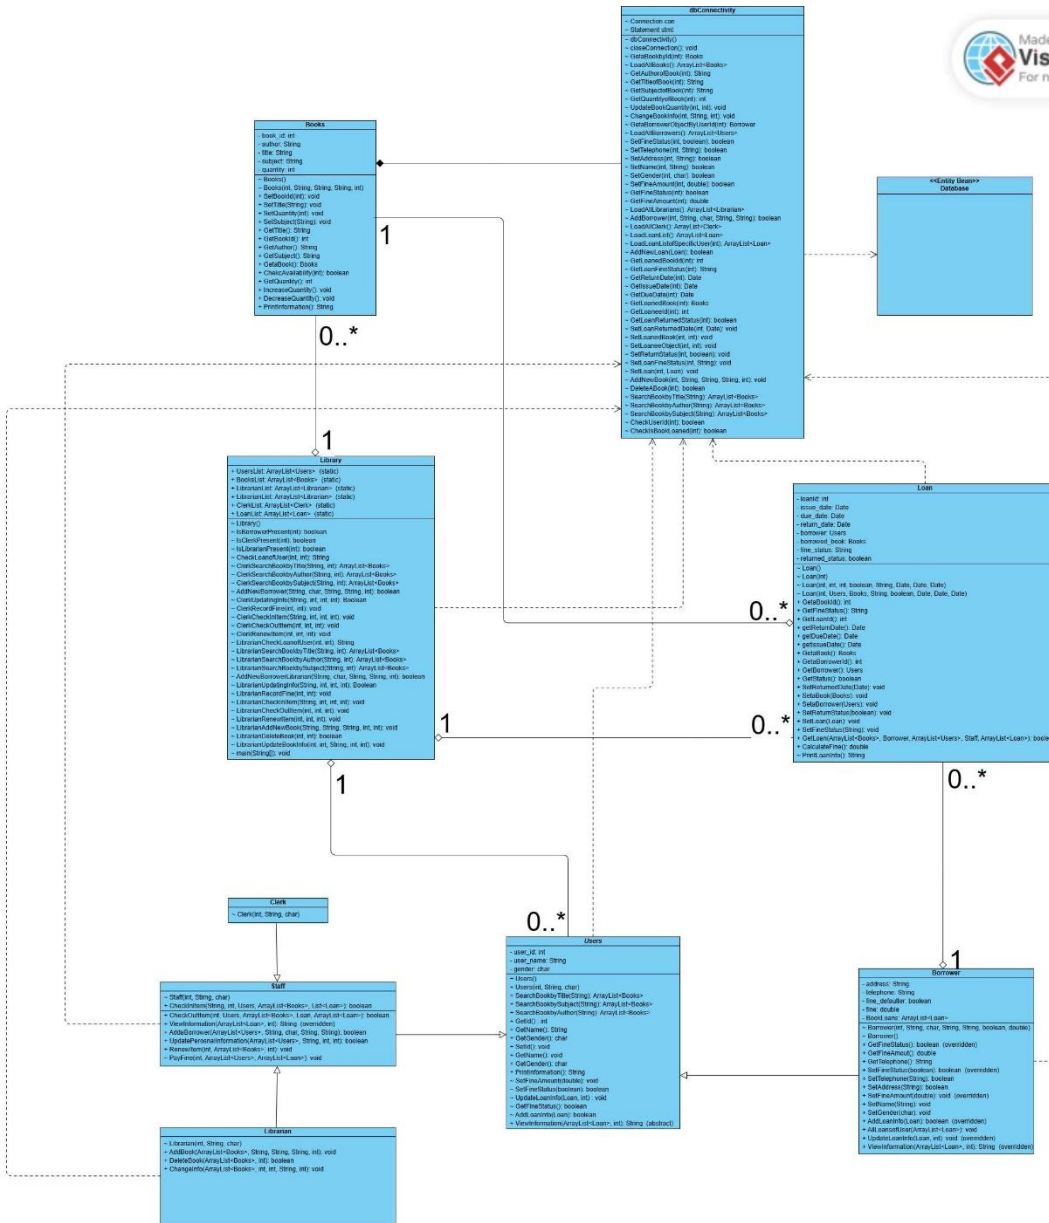 dbConnectivity
~ Connection con
~ Statement stmt
~ dbConnectivity()
~ closeConnection(): void
~ GetaBookbyId(int): Books
~ LoadAllBooks(): ArrayList<Books>
~ GetAuthorofBook(int): String
~ GetTitleofBook(int): String
~ GetSubjectofBook(int): String
~ GetQuantityofBook(int): int
~ UpdateBookQuantity(int, int): void
~ ChangeBookInfo(int, String, int): void
~ GetaBorrowerObjectByUserId(int): Borrower
~ LoadAllBorrowers(): ArrayList<Users>
~ SetFineStatus(int, boolean): boolean
~ SetTelephone(int, String): boolean
~ SetAddress(int, String): boolean
~ SetName(int, String): boolean
~ SetGender(int, char): boolean
~ SetFineAmount(int, double): boolean
~ GetFineStatus(int): boolean
~ GetFineAmount(int): double
~ LoadAllLibrarians(): ArrayList<Librarian>
~ AddBorrower(int, String, char, String, String): boolean
~ LoadAllClerk(): ArrayList<Clerk>
~ LoadLoanList(): ArrayList<Loan>
~ LoadLoanListofSpecificUser(int): ArrayList<Loan>
~ AddNewLoan(Loan): boolean
~ GetLoanedBookId(int): int
~ GetLoanFineStatus(int): String
~ GetReturnDate(int): Date
~ GetIssueDate(int): Date
~ GetDueDate(int): Date
~ GetLoanedBook(int): Books
~ GetLoaneeId(int): int
~ GetLoanReturnedStatus(int): boolean
~ SetLoanReturnedDate(int, Date): void
~ SetLoanedBook(int, int): void
~ SetLoaneeObject(int, int): void
~ SetReturnStatus(int, boolean): void
~ SetLoanFineStatus(int, String): void
~ SetLoan(int, Loan): void
~ AddNewBook(int, String, String, String, int): void
~ DeleteABook(int): boolean
~ SearchBookbyTitle(String): ArrayList<Books>
~ SearchBookbyAuthor(String): ArrayList<Books>
~ SearchBookbySubject(String): ArrayList<Books>
~ CheckUserId(int): boolean
~ CheckIsBookLoaned(int): boolean
Made
Vis
For n
Books
- book_id: int
- author: String
- title: String
- subject: String
- quantity: int
~ Books()
~ Books(int, String, String, String, int)
+ SetBookId(int): void
+ SetTitle(String): void
+ SetQuantity(int): void
+ SetSubject(String): void
+ GetTitle(): String
+ GetBookId(): int
+ GetAuthor(): String
+ GetSubject(): String
+ GetaBook(): Books
+ ChekcAvailability(int): boolean
+ GetQuantity(): int
+ IncreaseQuantity(): void
+ DecreaseQuantity(): void
+ PrintInformation(): String
1
0..*
<<Entity Bean>>
Database
1
Library
+ UsersList: ArrayList<Users> (static)
+ BooksList: ArrayList<Books> (static)
+ LibrarianList: ArrayList<Librarian> (static)
+ LibrarianList: ArrayList<Librarian> (static)
+ ClerkList: ArrayList<Clerk> (static)
+ LoanList: ArrayList<Loan> (static)
~ Library()
~ IsBorrowerPresent(int): boolean
~ IsClerkPresent(int): boolean
~ IsLibrarianPresent(int): boolean
~ CheckLoanofUser(int, int): String
~ ClerkSearchBookbyTitle(String, int): ArrayList<Books>
~ ClerkSearchBookbyAuthor(String, int): ArrayList<Books>
~ ClerkSearchBookbySubject(String, int): ArrayList<Books>
~ AddNewBorrower(String, char, String, String, int): boolean
~ ClerkUpdatingInfo(String, int, int, int): Boolean
~ ClerkRecordFine(int, int): void
~ ClerkCheckInItem(String, int, int, int): void
~ ClerkCheckOutItem(int, int, int): void
~ ClerkRenewItem(int, int, int): void
~ LibrarianCheckLoanofUser(int, int): String
~ LibrarianSearchBookbyTitle(String, int): ArrayList<Books>
~ LibrarianSearchBookbyAuthor(String, int): ArrayList<Books>
~ LibrarianSearchBookbySubject(String, int): ArrayList<Books>
~ AddNewBorrowerLibrarian(String, char, String, String, int): boolean
~ LibrarianUpdatingInfo(String, int, int, int): Boolean
~ LibrarianRecordFine(int, int): void
~ LibrarianCheckInItem(String, int, int, int): void
~ LibrarianCheckOutItem(int, int, int): void
~ LibrarianRenewItem(int, int, int): void
~ LibrarianAddNewBook(String, String, String, int, int): void
~ LibrarianDeleteBook(int, int): boolean
~ LibrarianUpdateBookInfo(int, int, String, int, int): void
~ main(String[]): void
1
1
0..*
0..*
Loan
- loanId: int
- issue_date: Date
- due_date: Date
- return_date: Date
- borrower: Users
- borrowed_book: Books
- fine_status: String
- returned_status: boolean
~ Loan()
~ Loan(int)
~ Loan(int, int, int, boolean, String, Date, Date, Date)
~ Loan(int, Users, Books, String, boolean, Date, Date, Date)
+ GetaBookId(): int
+ GetFineStatus(): String
+ GetLoanId(): int
+ getReturnDate(): Date
+ getDueDate(): Date
+ getIssueDate(): Date
+ GetaBook(): Books
+ GetaBorrowerId(): int
+ GetBorrower(): Users
+ GetStatus(): boolean
+ SetReturnedDate(Date): void
+ SetaBook(Books): void
+ SetaBorrower(Users): void
+ SetReturnStatus(boolean): void
+ SetLoan(Loan): void
+ SetFineStatus(String): void
+ GetLoan(ArrayList<Books>, Borrower, ArrayList<Users>, Staff, ArrayList<Loan>): boole
+ CalculateFine(): double
~ PrintLoanInfo(): String
0..*
Clerk
~ Clerk(int, String, char)
Staff
~ Staff(int, String, char)
+ CheckInItem(String, int, Users, ArrayList<Books>, List<Loan>): boolean
+ CheckOutItem(int, Users, ArrayList<Books>, Loan, ArrayList<Loan>): boolean
+ ViewInformation(ArrayList<Loan>, int): String (overridden)
+ AddaBorrower(ArrayList<Users>, String, char, String, String): boolean
+ UpdatePersonalInformation(ArrayList<Users>, String, int, int): boolean
+ RenewItem(int, ArrayList<Books>, int): void
~ PayFine(int, ArrayList<Users>, ArrayList<Loan>): void
Librarian
~ Librarian(int, String, char)
+ AddBook(ArrayList<Books>, String, String, String, int): void
+ DeleteBook(ArrayList<Books>, int): boolean
+ ChangeInfo(ArrayList<Books>, int, int, String, int): void
0..*
Users
- user_id: int
- user_name: String
- gender: char
+ Users()
+ Users(int, String, char)
+ SearchBookbyTitle(String): ArrayList<Books>
+ SearchBookbySubject(String): ArrayList<Books>
+ SearchBookbyAuthor(String): ArrayList<Books>
+ GetId(): int
+ GetName(): String
+ GetGender(): char
+ SetId(): void
+ GetName(): void
+ GetGender(): char
+ PrintInformation(): String
~ SetFineAmount(double): void
~ SetFineStatus(boolean): boolean
~ UpdateLoanInfo(Loan, int): void
~ GetFineStatus(): boolean
~ AddLoanInfo(Loan): boolean
+ ViewInformation(ArrayList<Loan>, int): String (abstract)
1
Borrower
- address: String
- telephone: String
- fine_defaulter: boolean
- fine: double
- BookLoans: ArrayList<Loan>
~ Borrower(int, String, char, String, String, boolean, double)
~ Borrower()
+ GetFineStatus(): boolean (overridden)
+ GetFineAmout(): double
+ GetTelephone(): String
+ SetFineStatus(boolean): boolean (overridden)
+ SetTelephone(String): boolean
+ SetAddress(String): boolean
+ SetFineAmount(double): void (overridden)
+ SetName(String): void
+ SetGender(char): void
+ AddLoanInfo(Loan): boolean (overridden)
+ AllLoansofUser(ArrayList<Loan>): void
+ UpdateLoanInfo(Loan, int): void (overridden)
+ ViewInformation(ArrayList<Loan>, int): String (overridden)